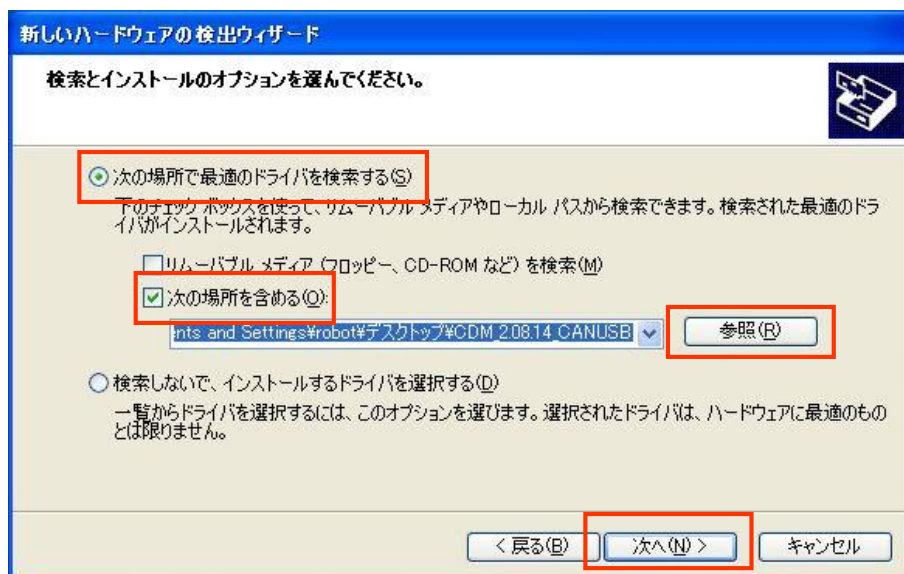 新しいハードウェアの検出ウィザード
検索とインストールのオプションを選んでください。
次の場所で最適のドライバを検索する(S)
下のチェック ボックスを使って、リムーバブル メディアやローカル パスから検索できます。検索された最適のドラ
イバがインストールされます。
リムーバブル メディア (フロッピー、CD-ROM など) を検索(M)
次の場所を含める(O):
ents and Settings¥robot¥デスクトップ¥CDM_2.08.14_CANUSB
参照(R)
検索しないで、インストールするドライバを選択する(D)
一覧からドライバを選択するには、このオプションを選びます。選択されたドライバは、ハードウェアに最適のもの
とは限りません。
< 戻る(B)
次へ(N) >
キャンセル